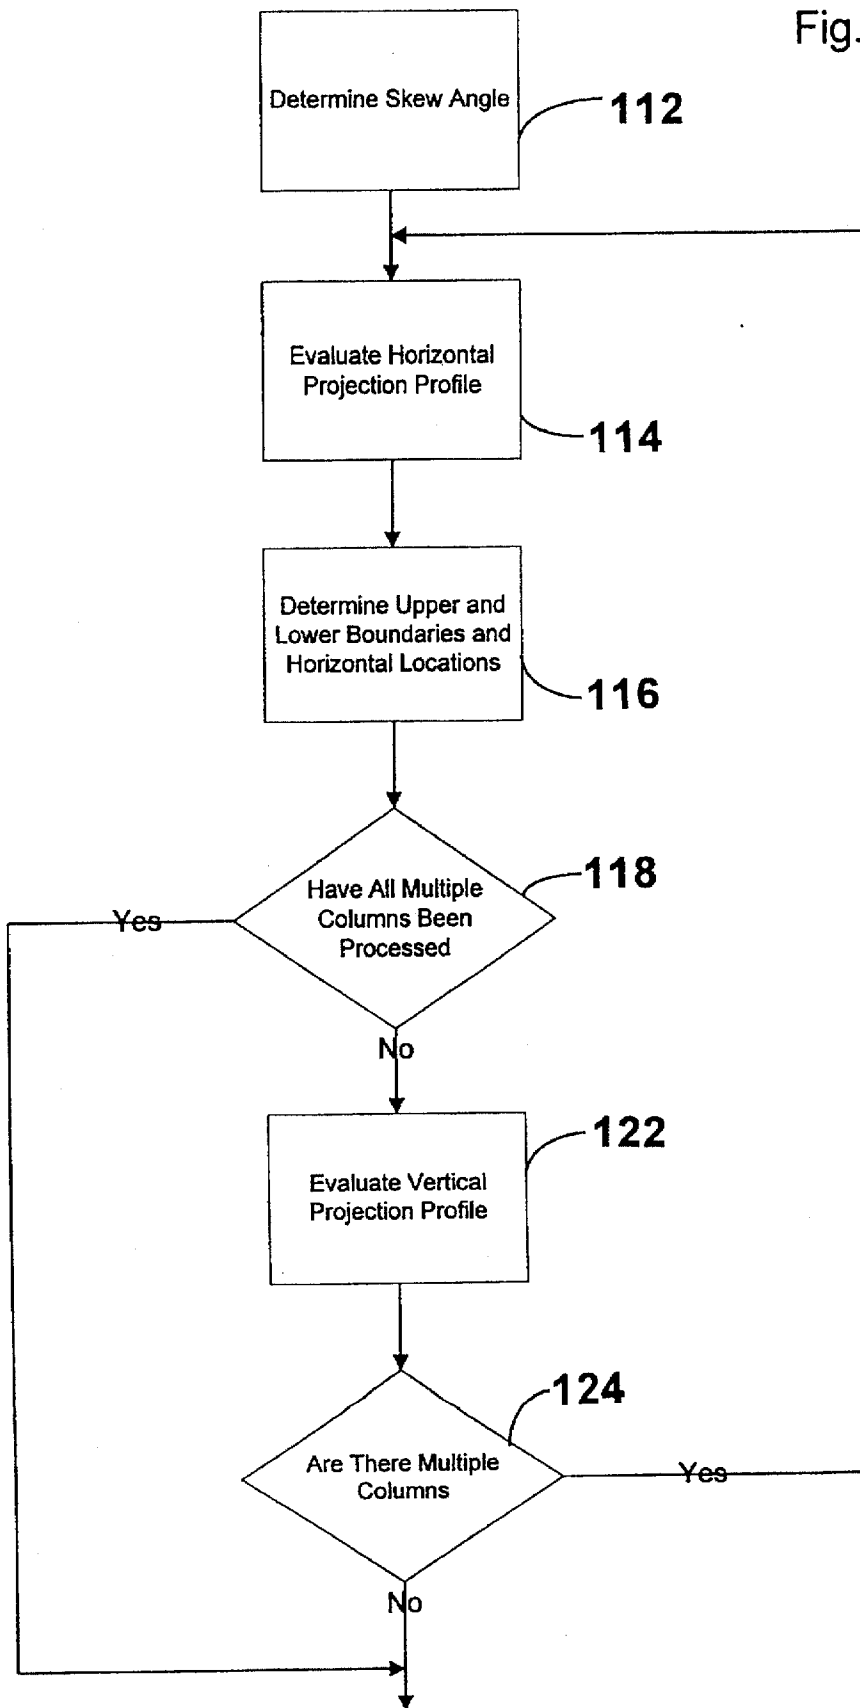 Fig.
Determine Skew Angle
112
Evaluate Horizontal
Projection Profile
114
Determine Upper and
Lower Boundaries and
Horizontal Locations
116
Have All Multiple
Columns Been
Processed
118
Yes
No
122
Evaluate Vertical
Projection Profile
124
Are There Multiple
Columns
Yes
No